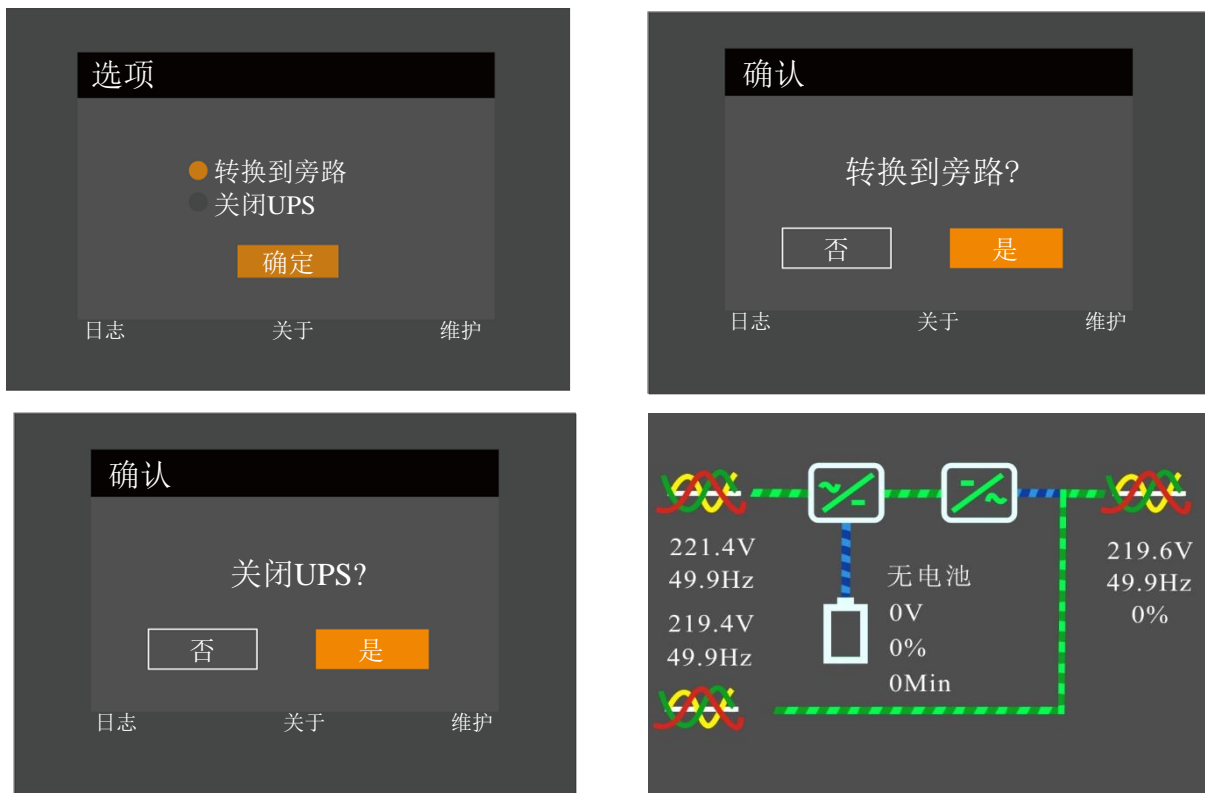 选项
转换到旁路
关闭UPS
确定
日志 关于 维护
确认
转换到旁路?
否 是
日志 关于 维护
确认
关闭UPS?
否 是
日志 关于 维护
221.4V
49.9Hz
219.4V
49.9Hz
无电池
0V
0%
0Min
219.6V
49.9Hz
0%